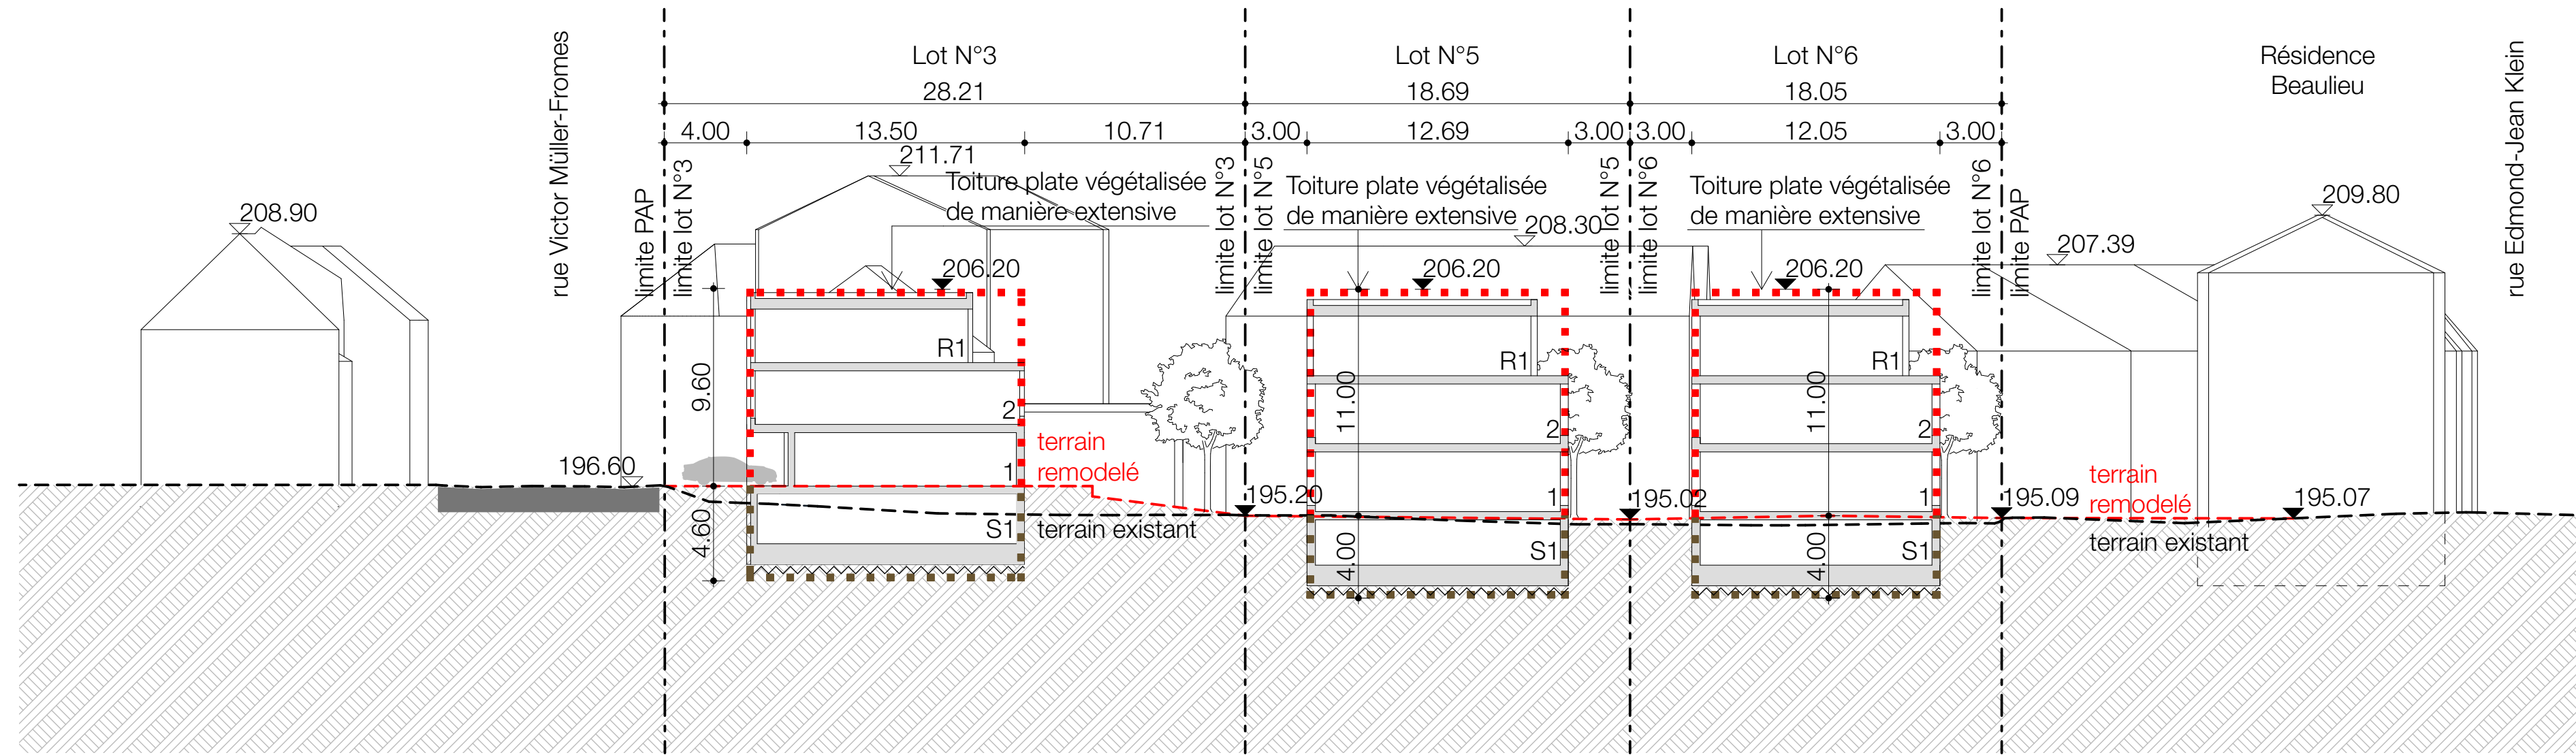 Lot N°3
Lot N°5
Lot N°6
Résidence
Beaulieu
28.21
18.69
18.05
4.00
13.50
10.71
3.00
12.69
3.00
3.00
12.05
3.00
rue Victor Müller-Fromes
limite PAP
limite lot N°3
limite lot N°3
limite lot N°5
limite lot N°5
limite lot N°6
limite lot N°6
limite PAP
rue Edmond-Jean Klein
211.71
Toiture plate végétalisée
de manière extensive
Toiture plate végétalisée
de manière extensive
Toiture plate végétalisée
de manière extensive
208.90
208.30
207.39
209.80
206.20
206.20
206.20
R1
R1
R1
9.60
11.00
11.00
2
2
2
terrain
remodelé
196.60
1
1
1
195.20
195.02
195.09
terrain
remodelé
195.07
4.60
S1
terrain existant
4.00
S1
4.00
S1
terrain existant